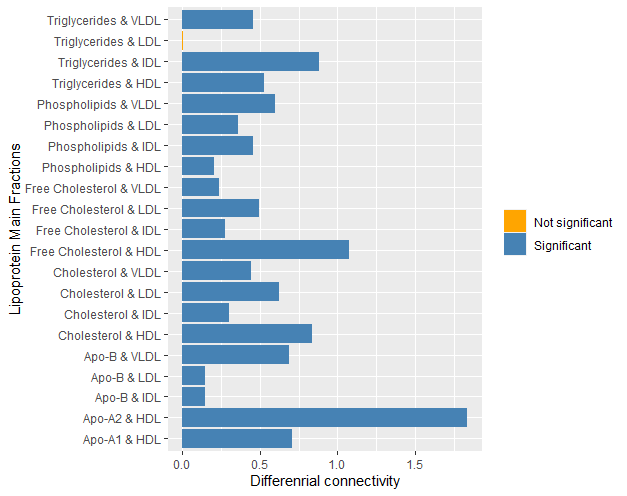 Triglycerides & VLDL
Triglycerides & LDL
Triglycerides & IDL
Triglycerides & HDL
Phospholipids & VLDL
Phospholipids & LDL
Phospholipids & IDL
Phospholipids & HDL
Free Cholesterol & VLDL
Free Cholesterol & LDL
Free Cholesterol & IDL
Free Cholesterol & HDL
Cholesterol & VLDL
Cholesterol & LDL
Cholesterol & IDL
Cholesterol & HDL
Apo-B & VLDL
Apo-B & LDL
Apo-B & IDL
Apo-A2 & HDL
Apo-A1 & HDL
Lipoprotein Main Fractions
0.0 0.5 1.0 1.5
Differenrial connectivity
Not significant
Significant